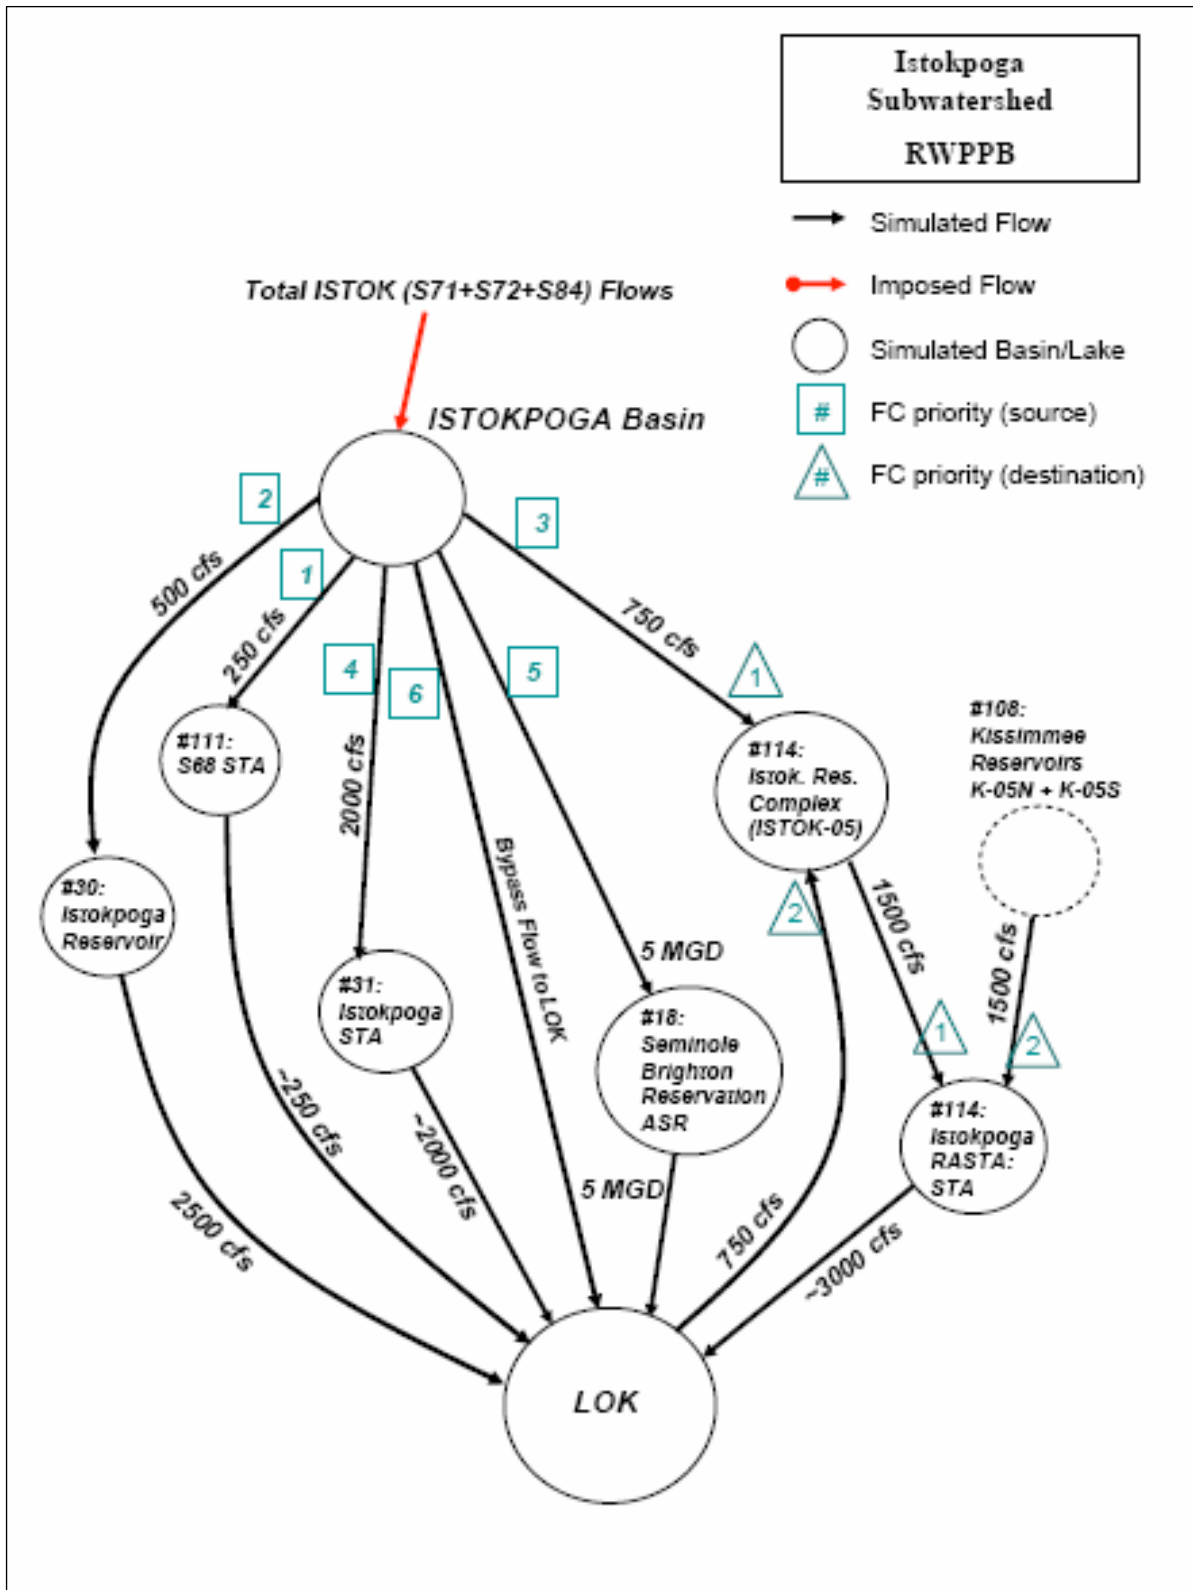 Istokpoga
Subwatershed
RWPPB
Simulated Flow
Imposed Flow
Simulated Basin/Lake
# FC priority (source)
# FC priority (destination)
Total ISTOK (S71+S72+S84) Flows
ISTOKPOGA Basin
2
1
4
6
5
3
500 cfs
250 cfs
2000 cfs
Bypass Flow to LOK
5 MGD
750 cfs
1
#111:
S68 STA
#114:
Istok. Res.
Complex
(ISTOK-05)
#108:
Kissimmee
Reservoirs
K-05N + K-05S
#30:
Istokpoga
Reservoir
#31:
Istokpoga
STA
#18:
Seminole
Brighton
Reservation
ASR
2
1500 cfs
1500 cfs
1
2
#114:
Istokpoga
RASTA:
STA
2500 cfs
~250 cfs
~2000 cfs
5 MGD
750 cfs
~3000 cfs
LOK